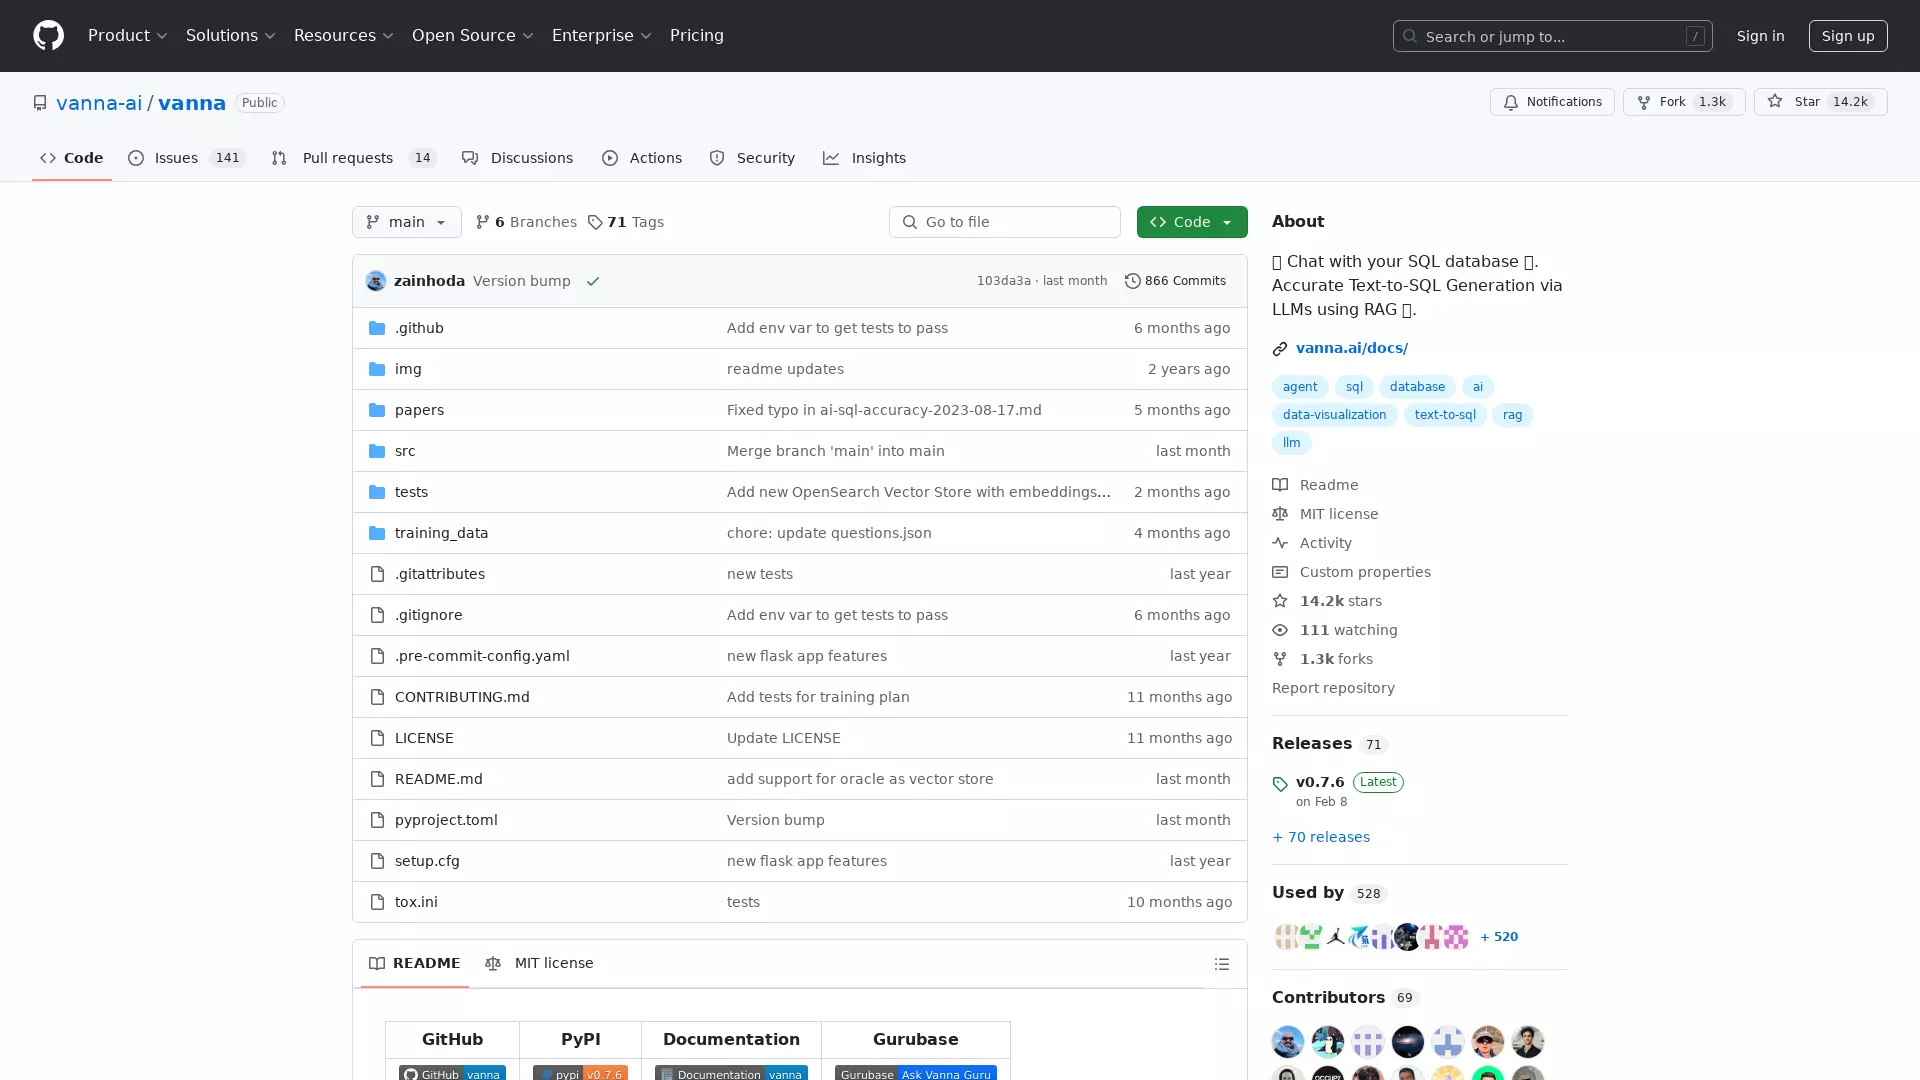 Product Solutions Resources Open Source Enterprise Pricing Search or jump to... / Sign in Sign up
vanna-ai / vanna Public Notifications Fork 1.3k Star 14.2k
Code Issues 141 Pull requests 14 Discussions Actions Security Insights
main 6 Branches 71 Tags Go to file Code
zainhoda Version bump 103da3a · last month 866 Commits
.github Add env var to get tests to pass 6 months ago
img readme updates 2 years ago
papers Fixed typo in ai-sql-accuracy-2023-08-17.md 5 months ago
src Merge branch 'main' into main last month
tests Add new OpenSearch Vector Store with embeddings... 2 months ago
training_data chore: update questions.json 4 months ago
.gitattributes new tests last year
.gitignore Add env var to get tests to pass 6 months ago
.pre-commit-config.yaml new flask app features last year
CONTRIBUTING.md Add tests for training plan 11 months ago
LICENSE Update LICENSE 11 months ago
README.md add support for oracle as vector store last month
pyproject.toml Version bump last month
setup.cfg new flask app features last year
tox.ini tests 10 months ago
README MIT license
GitHub PyPI Documentation Gurubase
GitHub vanna pypi v0.7.6 Documentation vanna Gurubase Ask Vanna Guru
About
Chat with your SQL database .
Accurate Text-to-SQL Generation via
LLMs using RAG .
vanna.ai/docs/
agent sql database ai
data-visualization text-to-sql rag
llm
Readme
MIT license
Activity
Custom properties
14.2k stars
111 watching
1.3k forks
Report repository
Releases 71
v0.7.6 Latest
on Feb 8
+ 70 releases
Used by 528
+ 520
Contributors 69